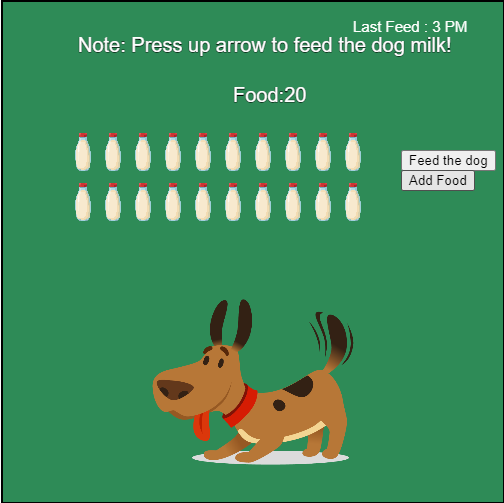 Last Feed : 3 PM
Note: Press up arrow to feed the dog milk!
Food:20
Feed the dog
Add Food